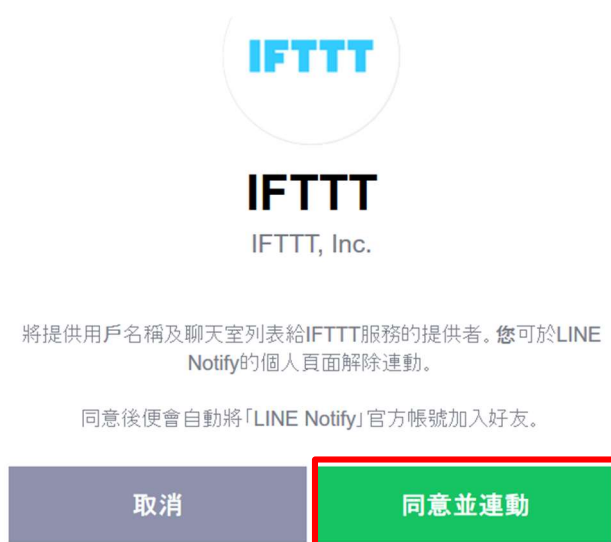 IFTTT
IFTTT
IFTTT, Inc.
將提供用戶名稱及聊天室列表給IFTTT服務的提供者。您可於LINE
Notify的個人頁面解除連動。
同意後便會自動將「LINE Notify」官方帳號加入好友。
取消
同意並連動